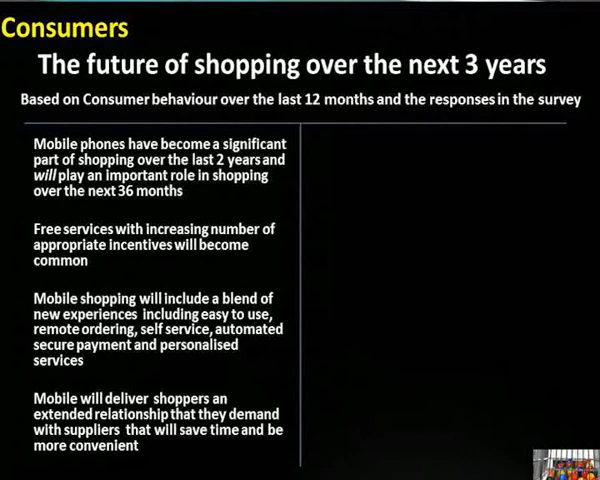 Consumers
The future of shopping over the next 3 years
Based on Consumer behaviour over the last 12 months and the responses in the survey
Mobile phones have become a significant
part of shopping over the last 2 years and
will play an important role in shopping
over the next 36 months
Free services with increasing number of
appropriate incentives will become
common
Mobile shopping will include a blend of
new experiences including easy to use,
remote ordering, self service, automated
secure payment and personalised
services
Mobile will deliver shoppers an
extended relationship that they demand
with suppliers that will save time and be
more convenient